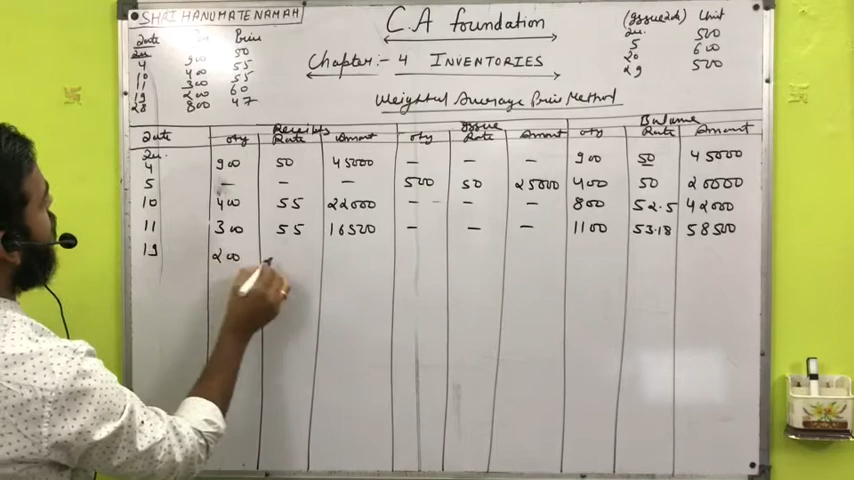 SHRI HANUMATE NAMAH
C.A foundation
Chapter:- 4 INVENTORIES
Weighted Average Price Method
Date Price
4 900 50
10 400 55
11 300 55
19 200 60
28 800 47
(Issued) Unit
5 500
20 600
29 500
Receipts Issue Balance
Date Qty Rate Amount Qty Rate Amount Qty Rate Amount
4 900 50 45000 — — — 900 50 45000
5 — — — 500 50 25000 400 50 20000
10 400 55 22000 — — — 800 52.5 42000
11 300 55 16500 — — — 1100 53.18 58500
19 200